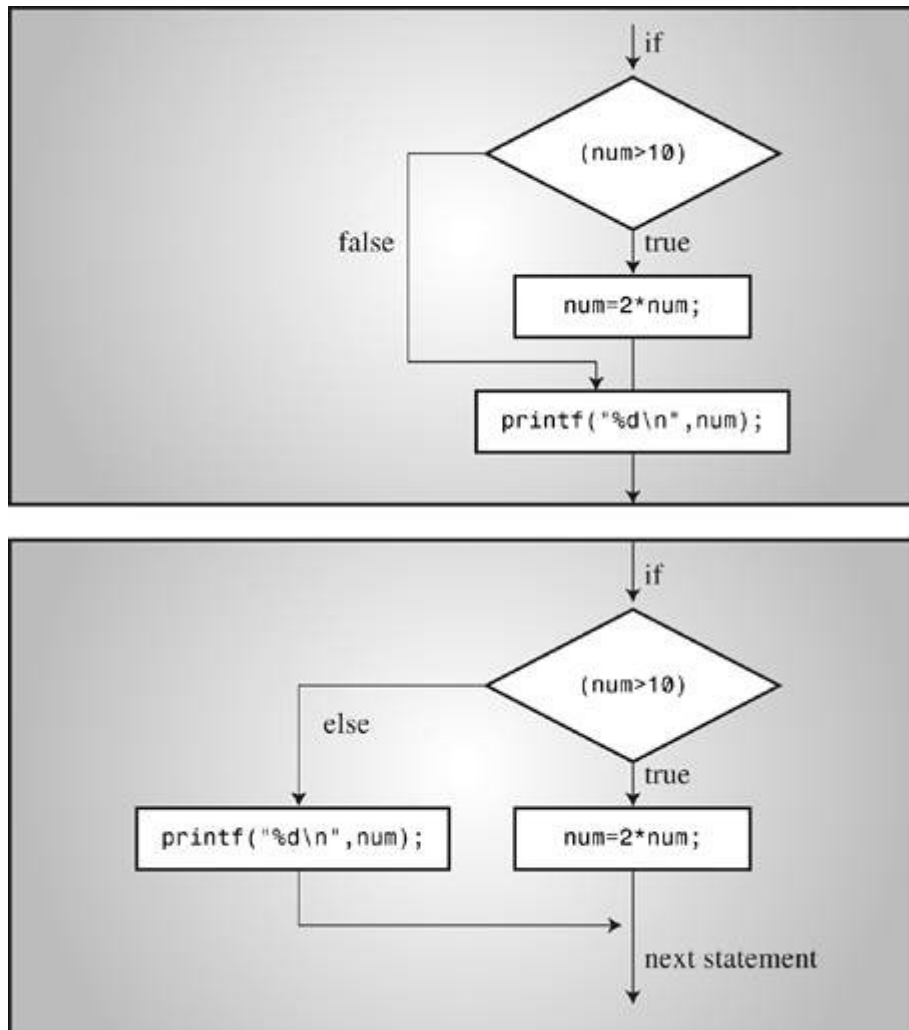 if
(num>10)
false
true
num=2*num;
printf("%d\n",num);
if
(num>10)
else
true
printf("%d\n",num);
num=2*num;
next statement